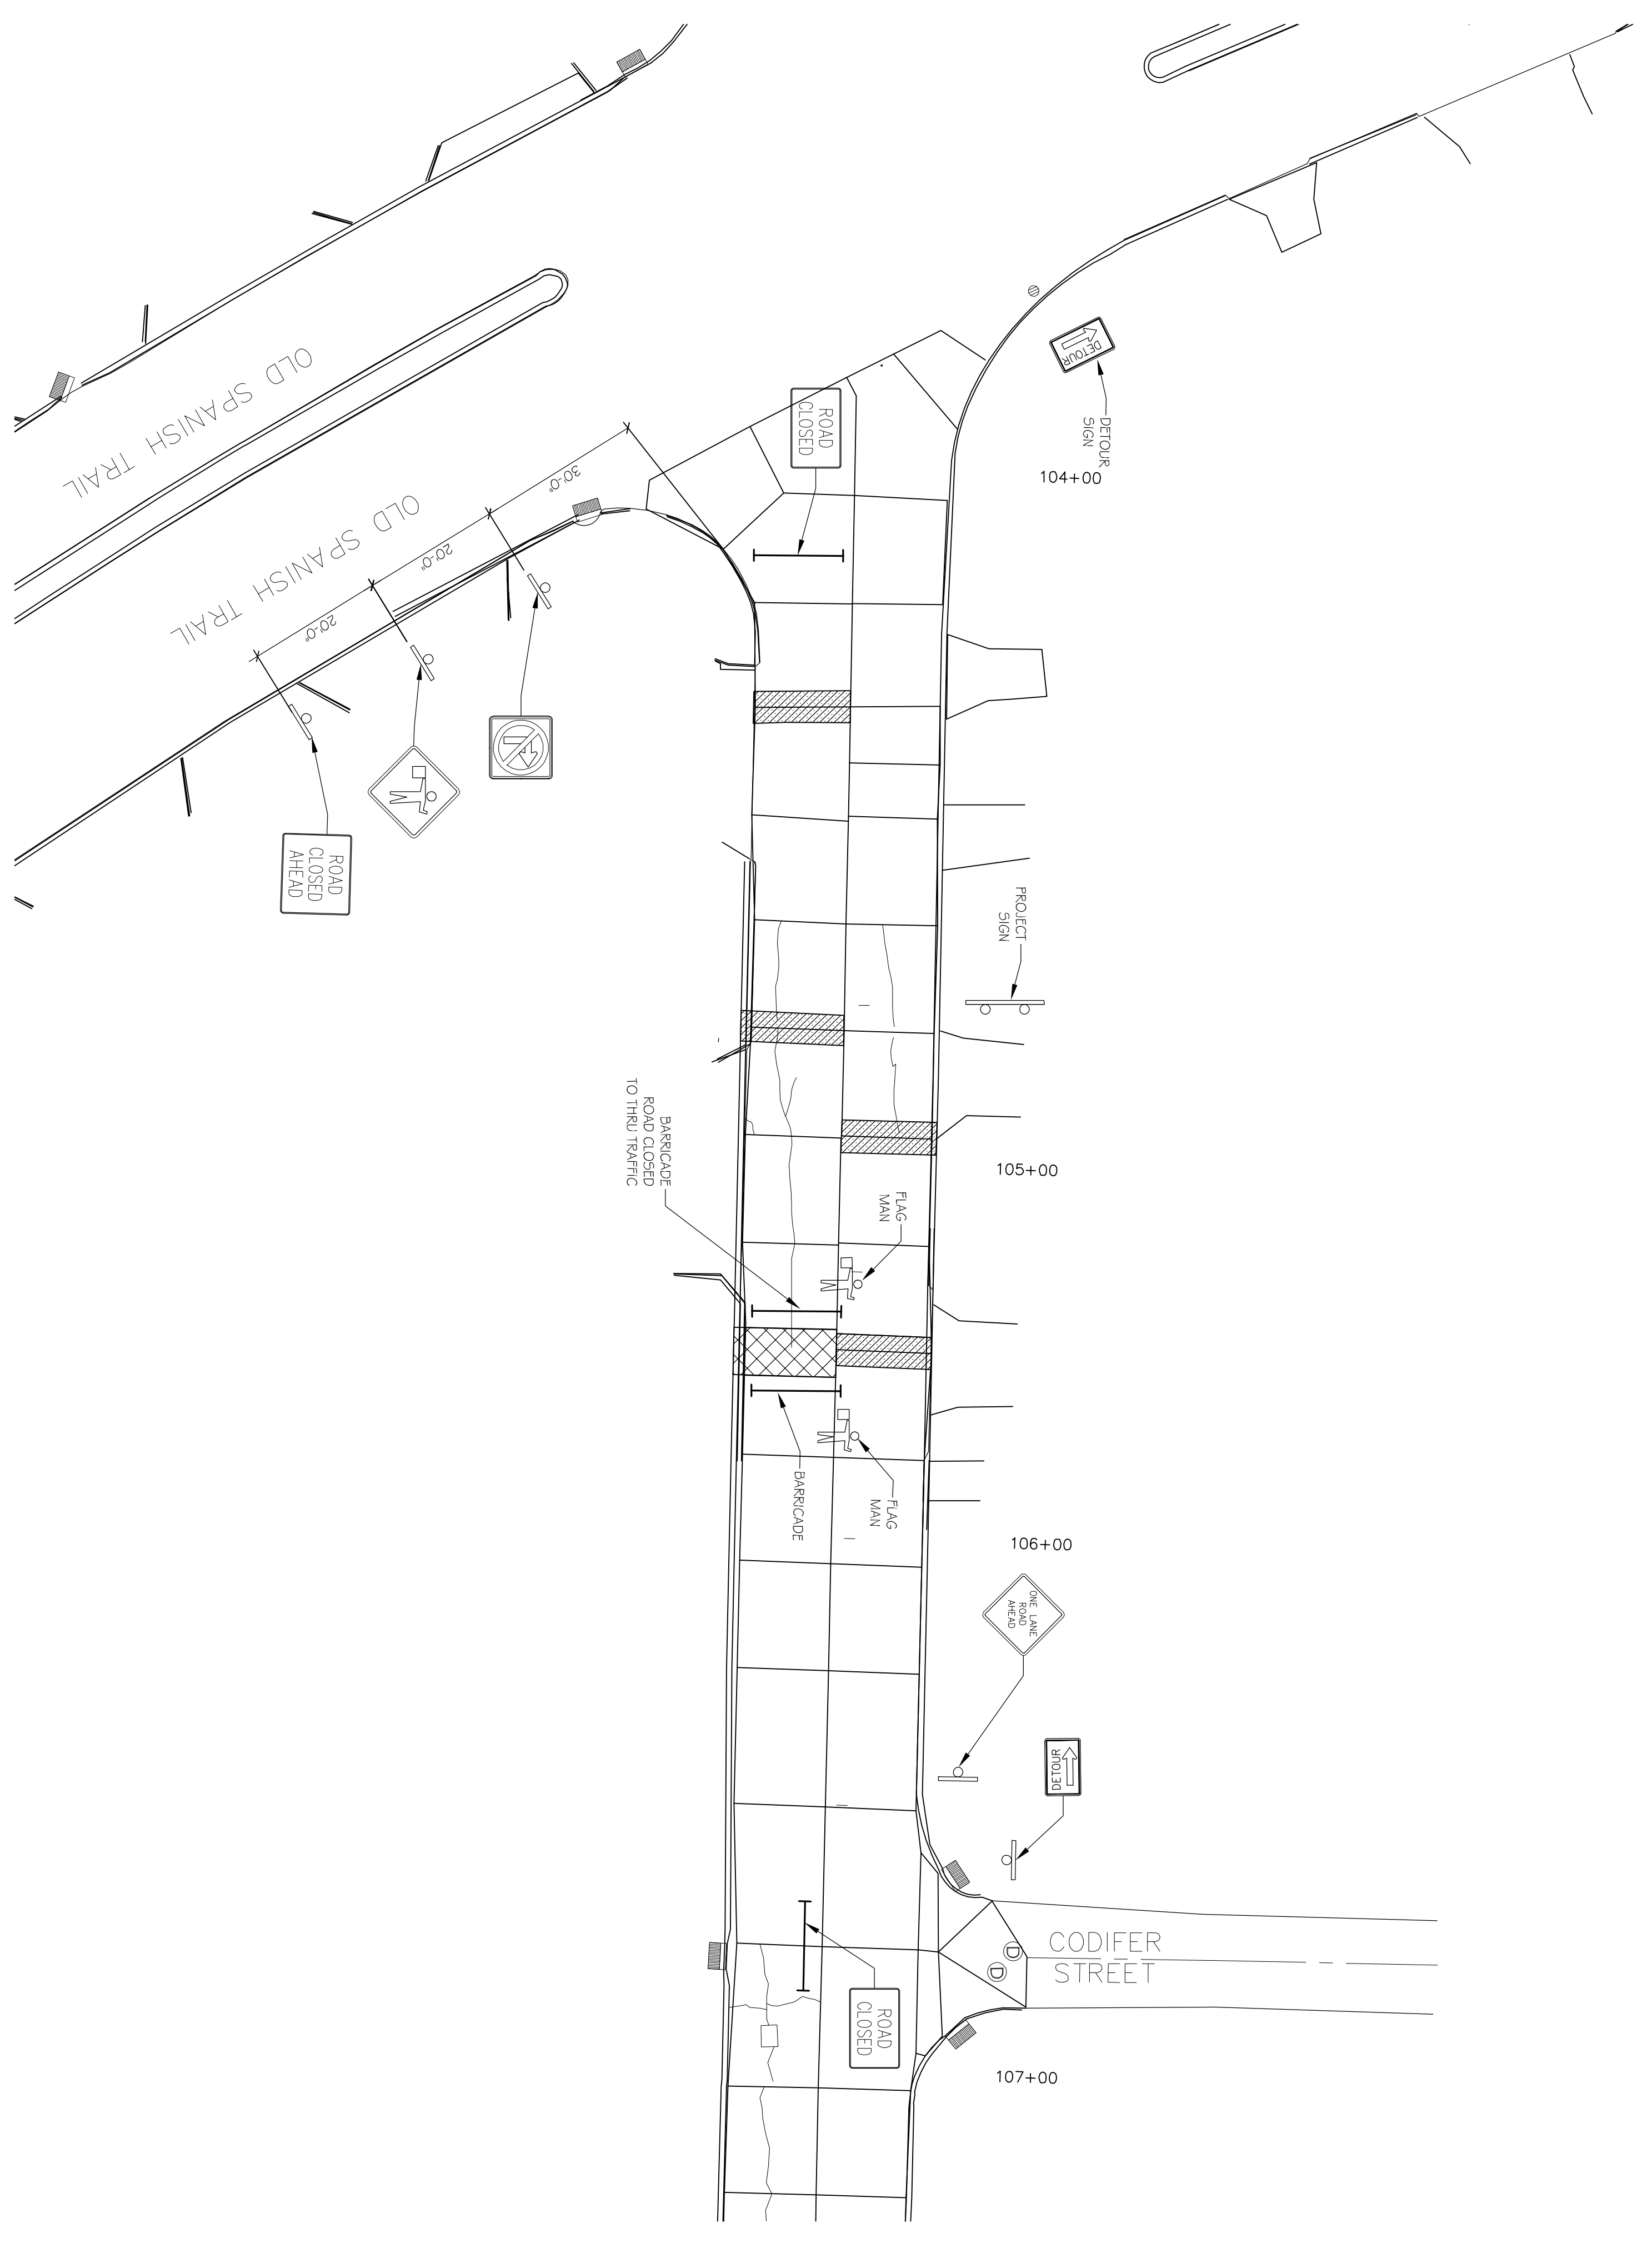 OLD SPANISH TRAIL
OLD SPANISH TRAIL
30'-0"
20'-0"
20'-0"
ROAD
CLOSED
DETOUR
DETOUR
SIGN
104+00
ROAD
CLOSED
AHEAD
PROJECT
SIGN
105+00
BARRICADE
ROAD CLOSED
TO THRU TRAFFIC
FLAG
MAN
BARRICADE
FLAG
MAN
106+00
ONE LANE
ROAD
AHEAD
DETOUR
CODIFER
STREET
D
D
ROAD
CLOSED
107+00